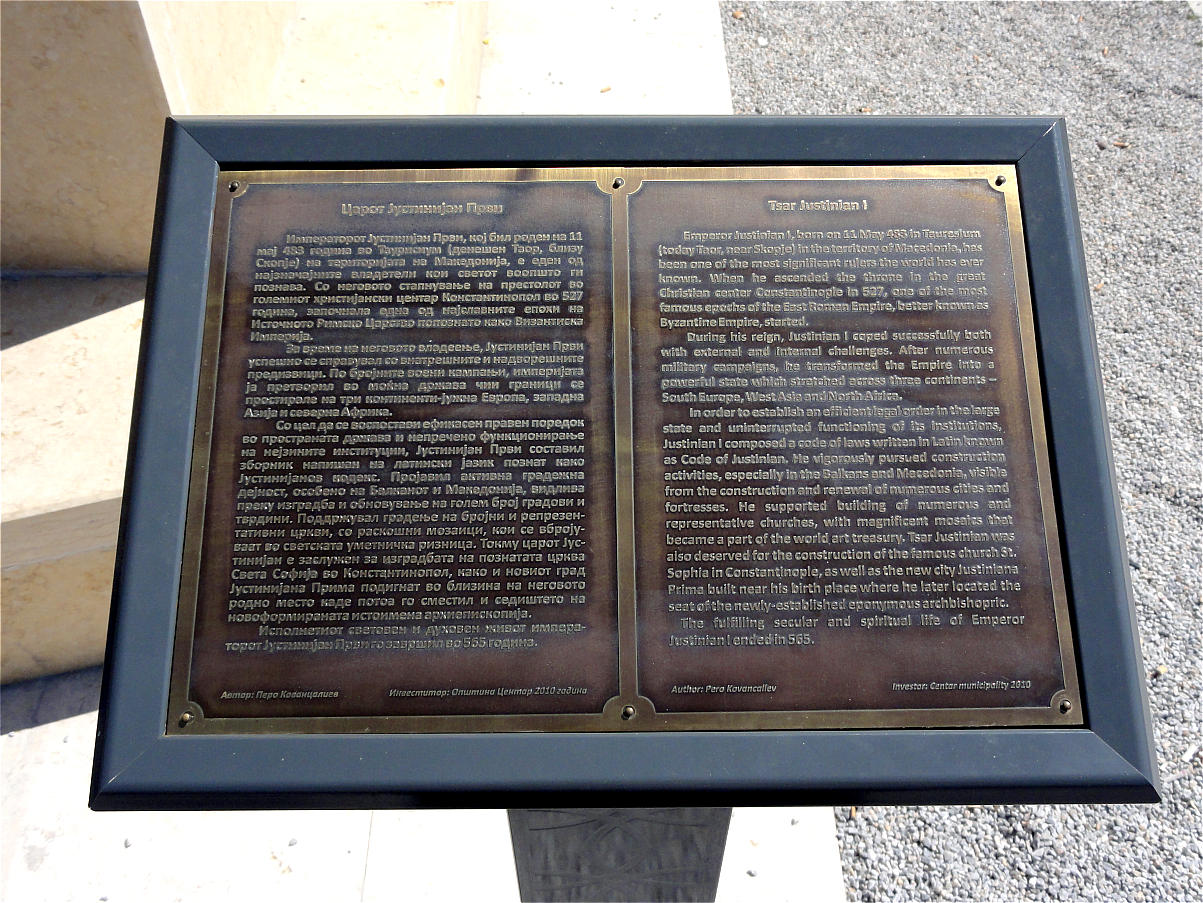 Царот Јустинијан Први
Императорот Јустинијан Први, кој бил роден на 11
мај 483 година во Тауресиум (денешен Таор, близу
Скопје) на територијата на Македонија, е еден од
најзначајните владетели кои светот воопшто ги
познава. Со неговото стапнување на престолот во
големиот христијански центар Константинопол во 527
година, започнала една од најславните епохи на
Источното Римско Царство попознато како Византиска
Империја.
За време на неговото владеење, Јустинијан Први
успешно се справувал со внатрешните и надворешните
предизвици. По бројните воени кампањи, империјата
ја претворил во моќна држава чии граници се
простирале на три континенти-јужна Европа, западна
Азија и северна Африка.
Со цел да се воспостави ефикасен правен поредок
во пространата држава и непречено функционирање
на нејзините институции, Јустинијан Први составил
зборник напишан на латински јазик познат како
Јустинијанов кодекс. Пројавил активна градежна
дејност, особено на Балканот и Македонија, видлива
преку изградба и обновување на голем број градови и
тврдини. Поддржувал градење на бројни и репрезен-
тативни цркви, со раскошни мозаици, кои се вброју-
ваат во светската уметничка ризница. Токму царот Јус-
тинијан е заслужен за изградбата на познатата црква
Света Софија во Константинопол, како и новиот град
Јустинијана Прима подигнат во близина на неговото
родно место каде потоа го сместил и седиштето на
новоформираната истоимена архиепископија.
Исполнетиот световен и духовен живот импера-
торот Јустинијан Први го завршил во 565 година.
Автор: Перо Кованцалиев
Инвеститор: Општина Центар 2010 година
Tsar Justinian I
Emperor Justinian I, born on 11 May 483 in Tauresium
(today Taor, near Skopje) in the territory of Macedonia, has
been one of the most significant rulers the world has ever
known. When he ascended the throne in the great
Christian center Constantinople in 527, one of the most
famous epochs of the East Roman Empire, better known as
Byzantine Empire, started.
During his reign, Justinian I coped successfully both
with external and internal challenges. After numerous
military campaigns, he transformed the Empire into a
powerful state which stretched across three continents –
South Europe, West Asia and North Africa.
In order to establish an efficient legal order in the large
state and uninterrupted functioning of its institutions,
Justinian I composed a code of laws written in Latin known
as Code of Justinian. He vigorously pursued construction
activities, especially in the Balkans and Macedonia, visible
from the construction and renewal of numerous cities and
fortresses. He supported building of numerous and
representative churches, with magnificent mosaics that
became a part of the world art treasury. Tsar Justinian was
also deserved for the construction of the famous church St.
Sophia in Constantinople, as well as the new city Justiniana
Prima built near his birth place where he later located the
seat of the newly-established eponymous archbishopric.
The fulfilling secular and spiritual life of Emperor
Justinian I ended in 565.
Author: Pero Kovancaliev
Investor: Centar municipality 2010